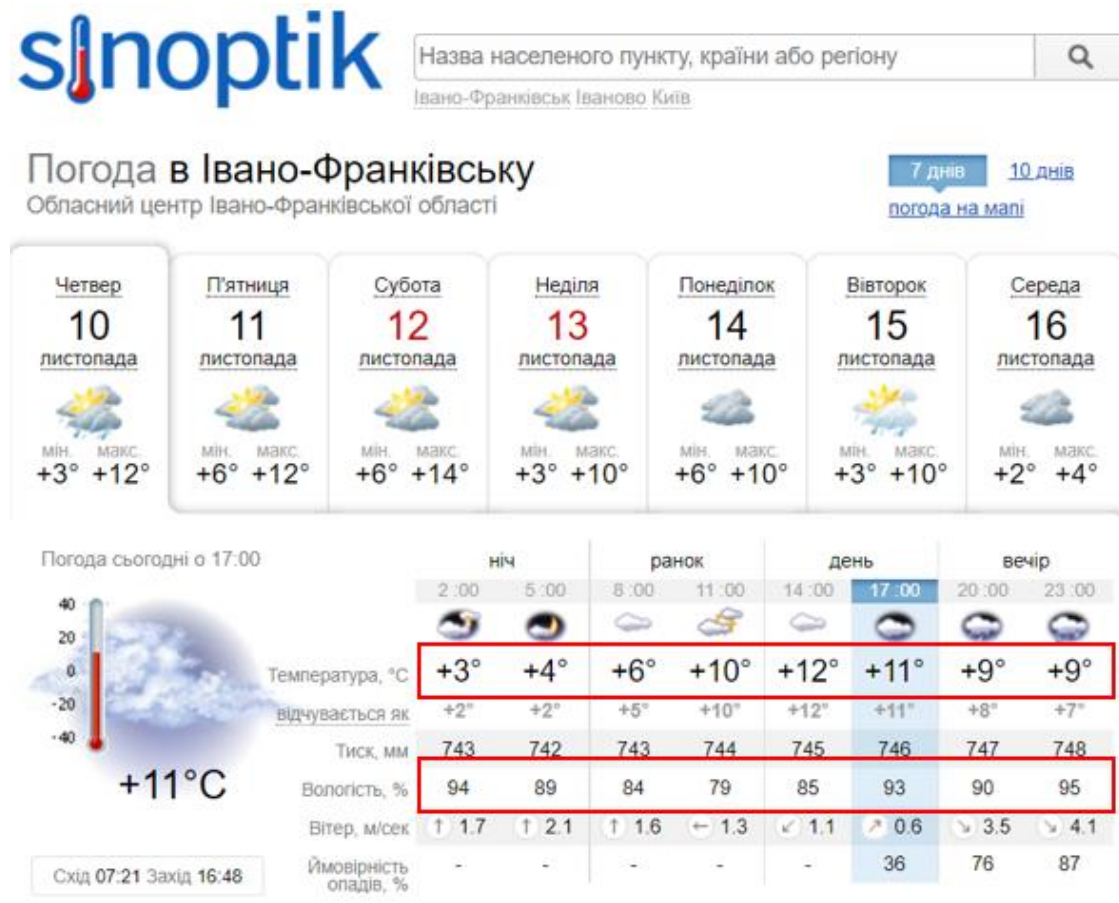 sinoptik
Назва населеного пункту, країни або регіону
Івано-Франківськ Іваново Київ
Погода в Івано-Франківську
7 днів 10 днів
Обласний центр Івано-Франківської області
погода на мапі
Четвер П'ятниця Субота Неділя Понеділок Вівторок Середа
10 11 12 13 14 15 16
листопада листопада листопада листопада листопада листопада листопада
мін. макс. мін. макс. мін. макс. мін. макс. мін. макс. мін. макс. мін. макс.
+3° +12° +6° +12° +6° +14° +3° +10° +6° +10° +3° +10° +2° +4°
Погода сьогодні о 17:00 ніч ранок день вечір
2:00 5:00 8:00 11:00 14:00 17:00 20:00 23:00
40
20
0
-20
-40
+11°C
Температура, °C +3° +4° +6° +10° +12° +11° +9° +9°
відчувається як +2° +2° +5° +10° +12° +11° +8° +7°
Тиск, мм 743 742 743 744 745 746 747 748
Вологість, % 94 89 84 79 85 93 90 95
Вітер, м/сек 1.7 2.1 1.6 1.3 1.1 0.6 3.5 4.1
Ймовірність опадів, % - - - - - 36 76 87
Схід 07:21 Захід 16:48